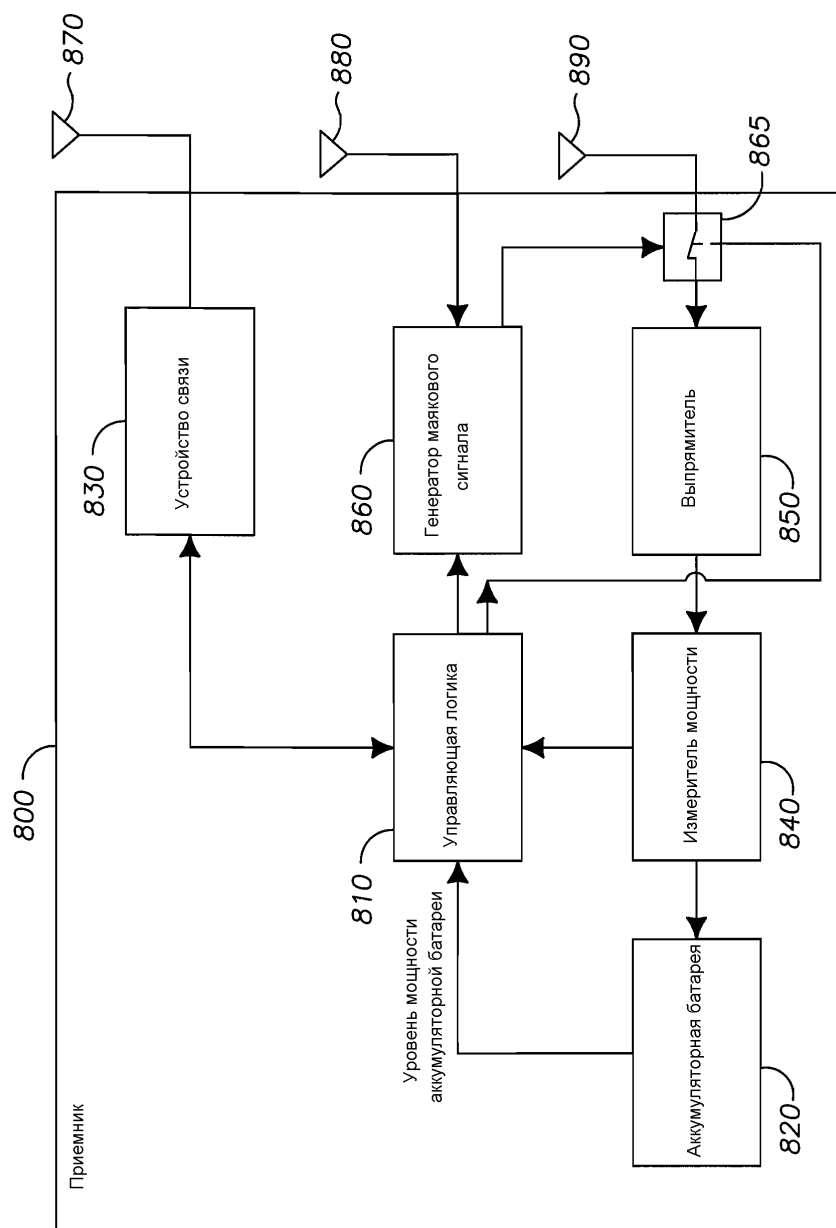 Приемник
800
Устройство связи
830
870
Уровень мощности
аккумуляторной батареи
Управляющая логика
810
Генератор маякового
сигнала
860
880
Аккумуляторная батарея
820
Измеритель мощности
840
Выпрямитель
850
865
890